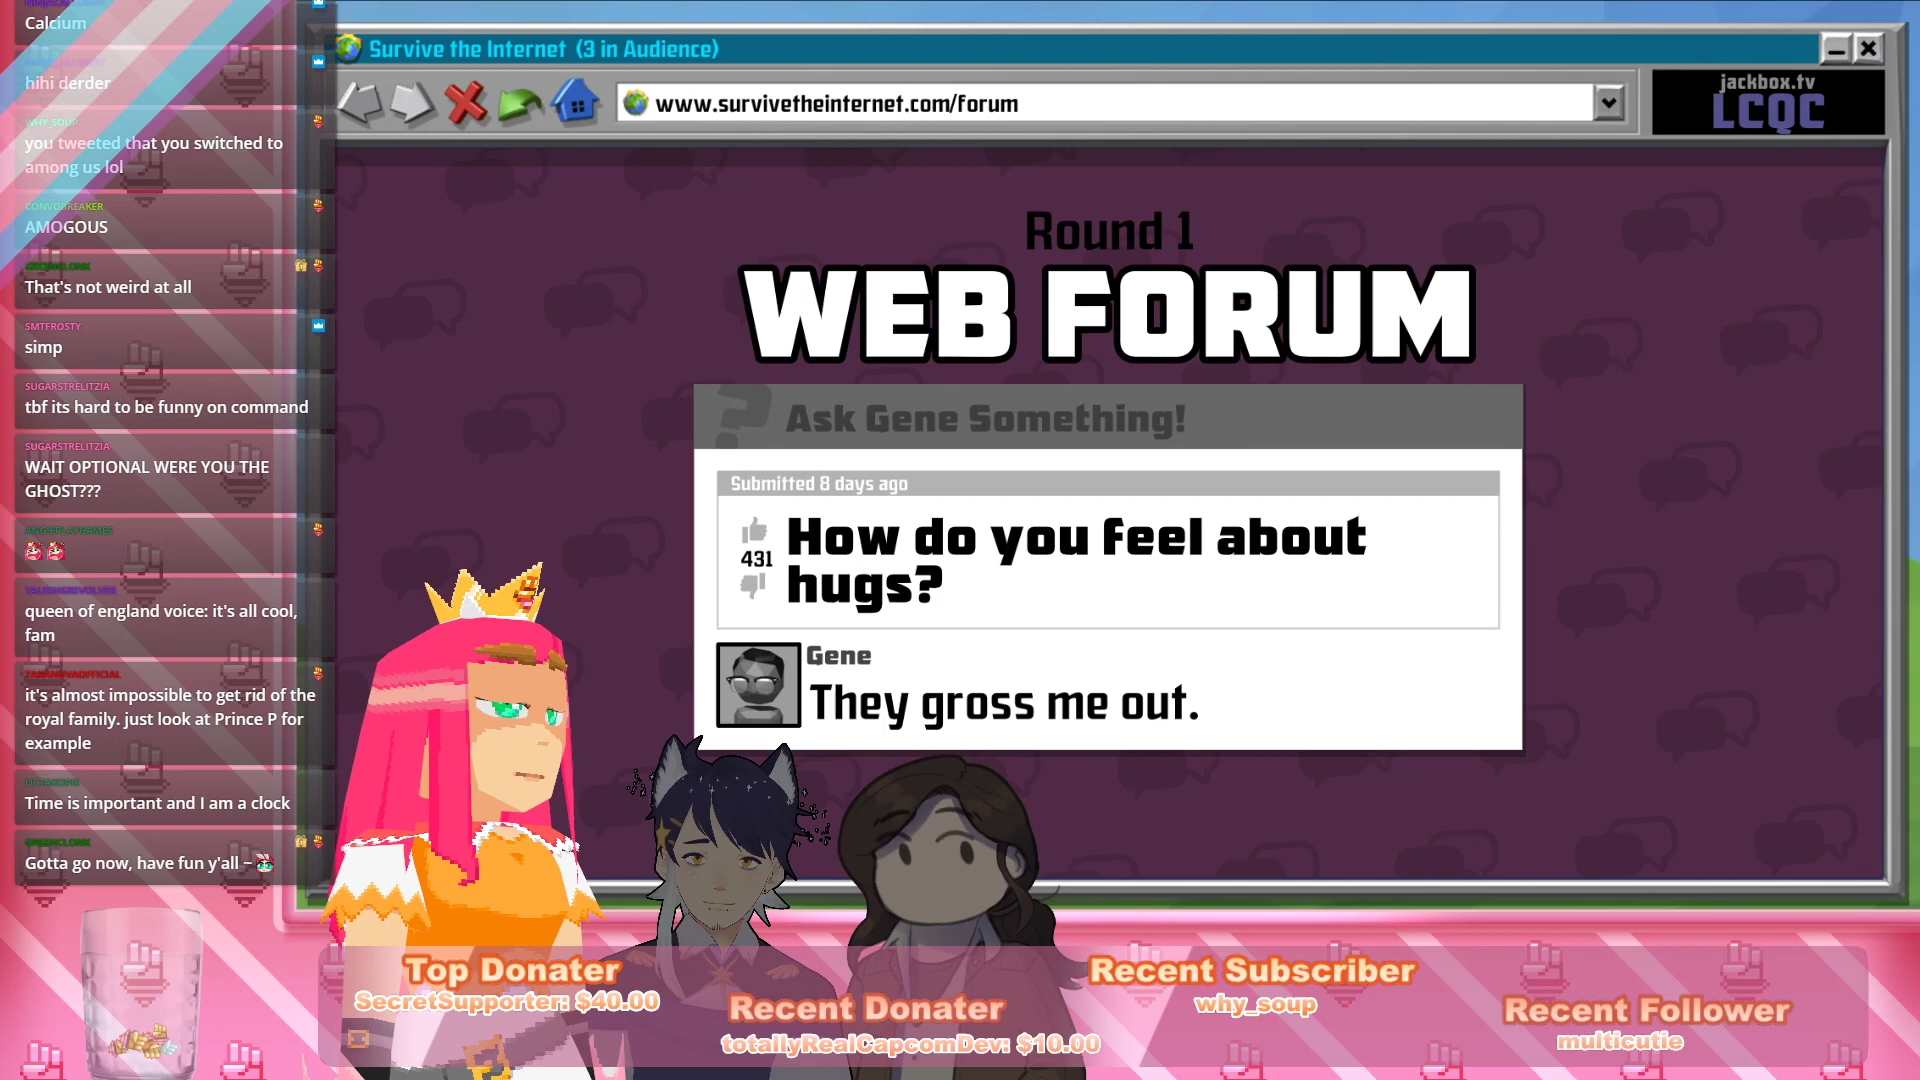 Calcium
hihi derder
WHY_SOUP
you tweeted that you switched to
among us lol
CONVOBREAKER
AMOGOUS
That's not weird at all
SMTFROSTY
simp
SUGARSTRELITZIA
tbf its hard to be funny on command
SUGARSTRELITZIA
WAIT OPTIONAL WERE YOU THE
GHOST???
ANGIEPLAYGAMES
queen of england voice: it's all cool,
fam
it's almost impossible to get rid of the
royal family. just look at Prince P for
example
Time is important and I am a clock
Gotta go now, have fun y'all ~
Survive the Internet (3 in Audience)
www.survivetheinternet.com/forum
jackbox.tv
LCQC
Round 1
WEB FORUM
Ask Gene Something!
Submitted 8 days ago
431
How do you feel about
hugs?
Gene
They gross me out.
Top Donater
SecretSupporter: $40.00
Recent Donater
totallyRealCapcomDev: $10.00
Recent Subscriber
why_soup
Recent Follower
multicutie